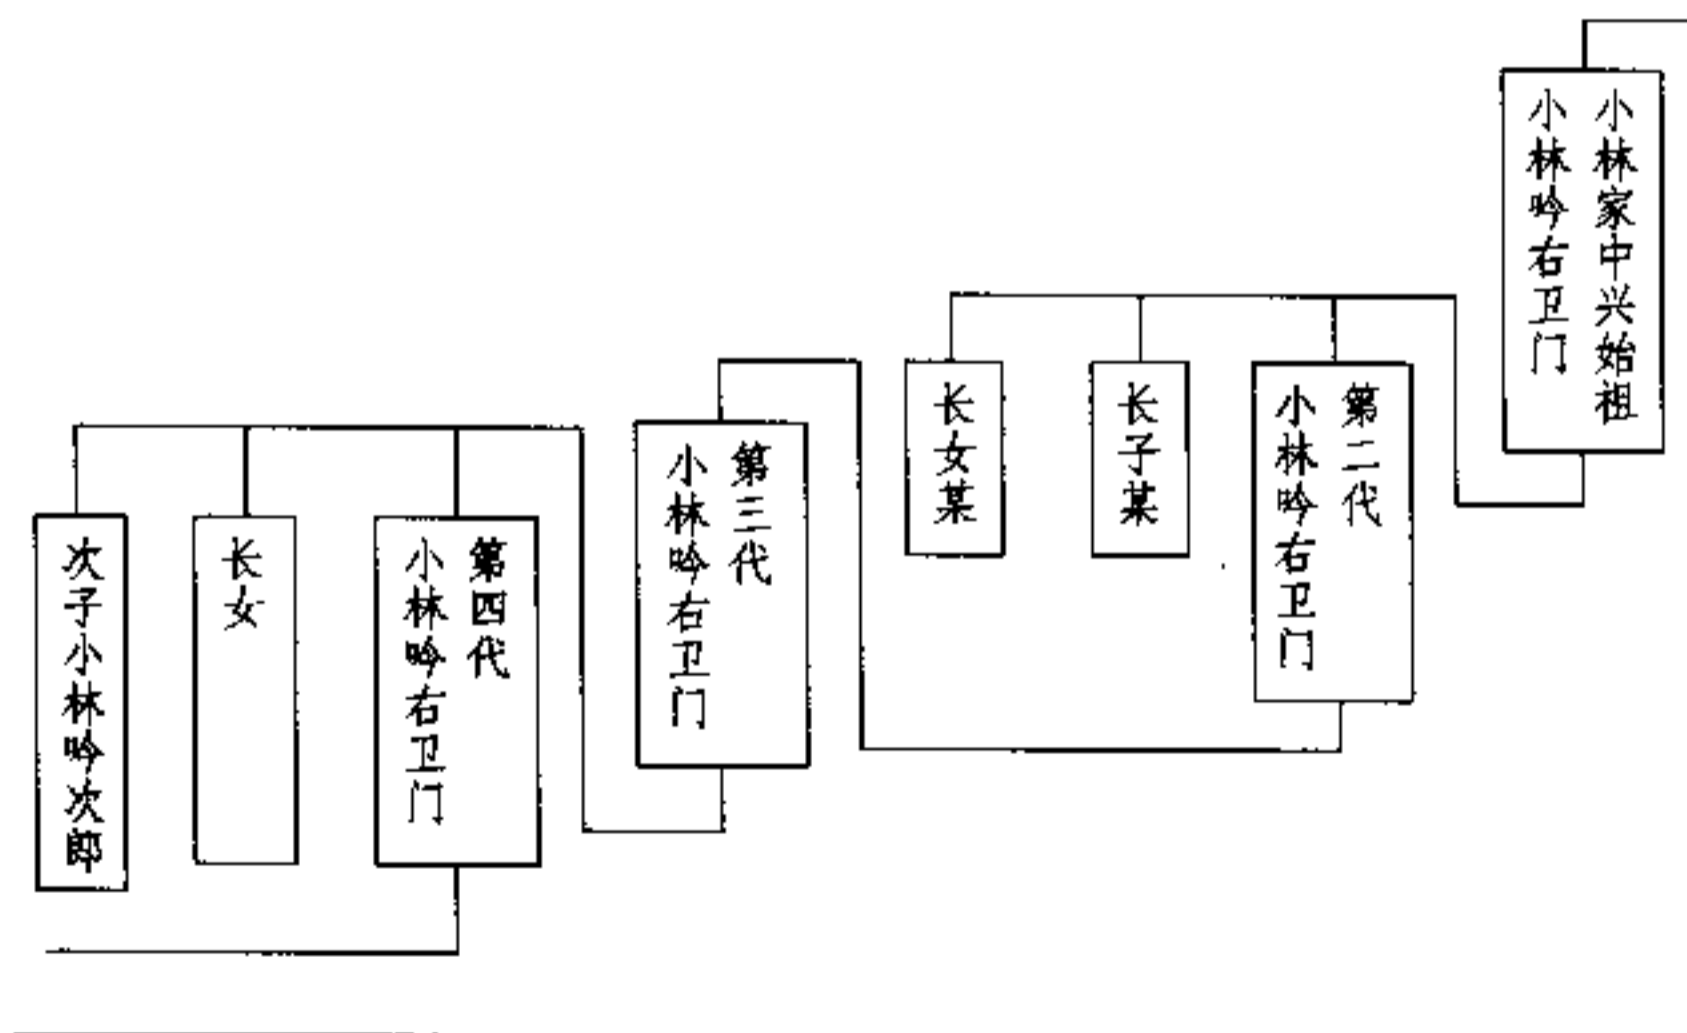 小林家中兴始祖
小林吟右卫门
第二代
小林吟右卫门
长子某
长女某
第三代
小林吟右卫门
第四代
小林吟右卫门
长女
次子小林吟次郎